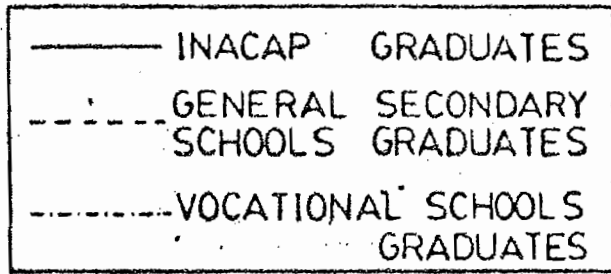 INACAP GRADUATES
GENERAL SECONDARY
SCHOOLS GRADUATES
VOCATIONAL SCHOOLS
GRADUATES